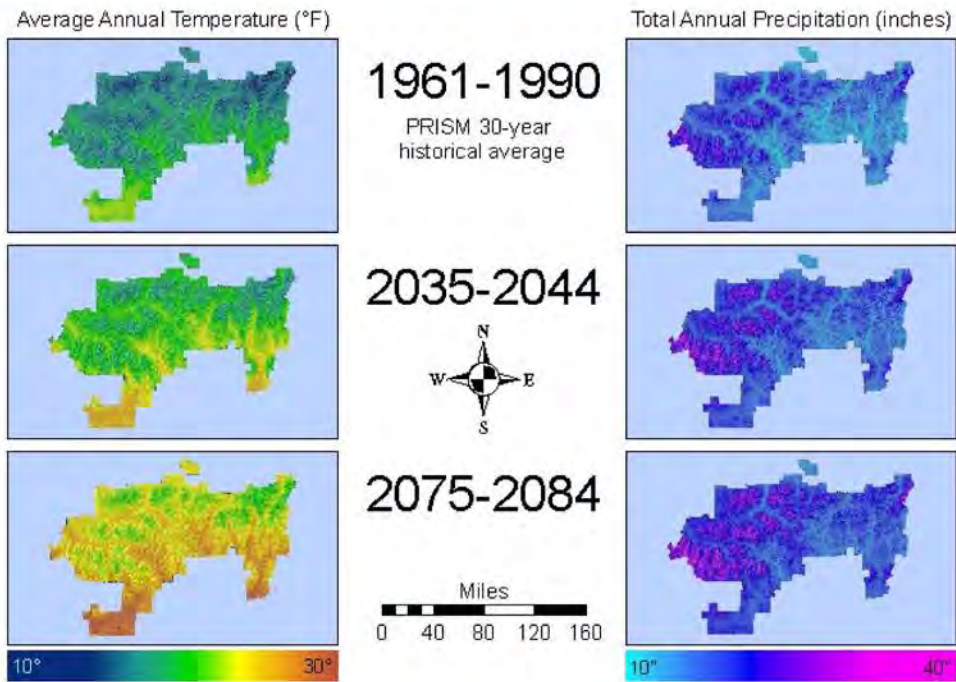 Average Annual Temperature (°F)
Total Annual Precipitation (inches)
1961-1990
PRISM 30-year
historical average
2035-2044
N
W E
S
2075-2084
Miles
0 40 80 120 160
10° 30°
10" 40"